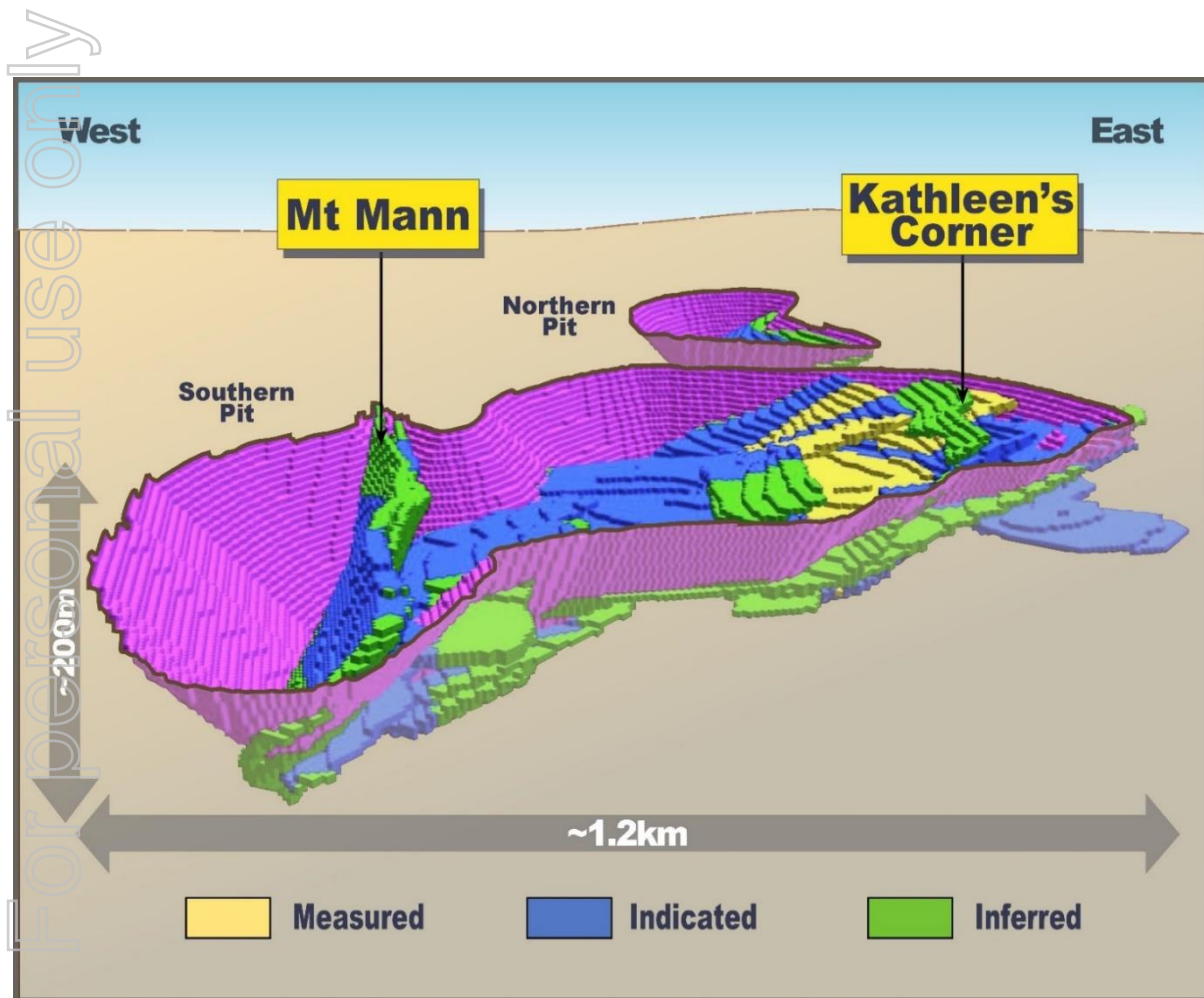 For personal use only
West
East
Mt Mann
Kathleen's
Corner
Northern
Pit
Southern
Pit
~200m
~1.2km
Measured
Indicated
Inferred